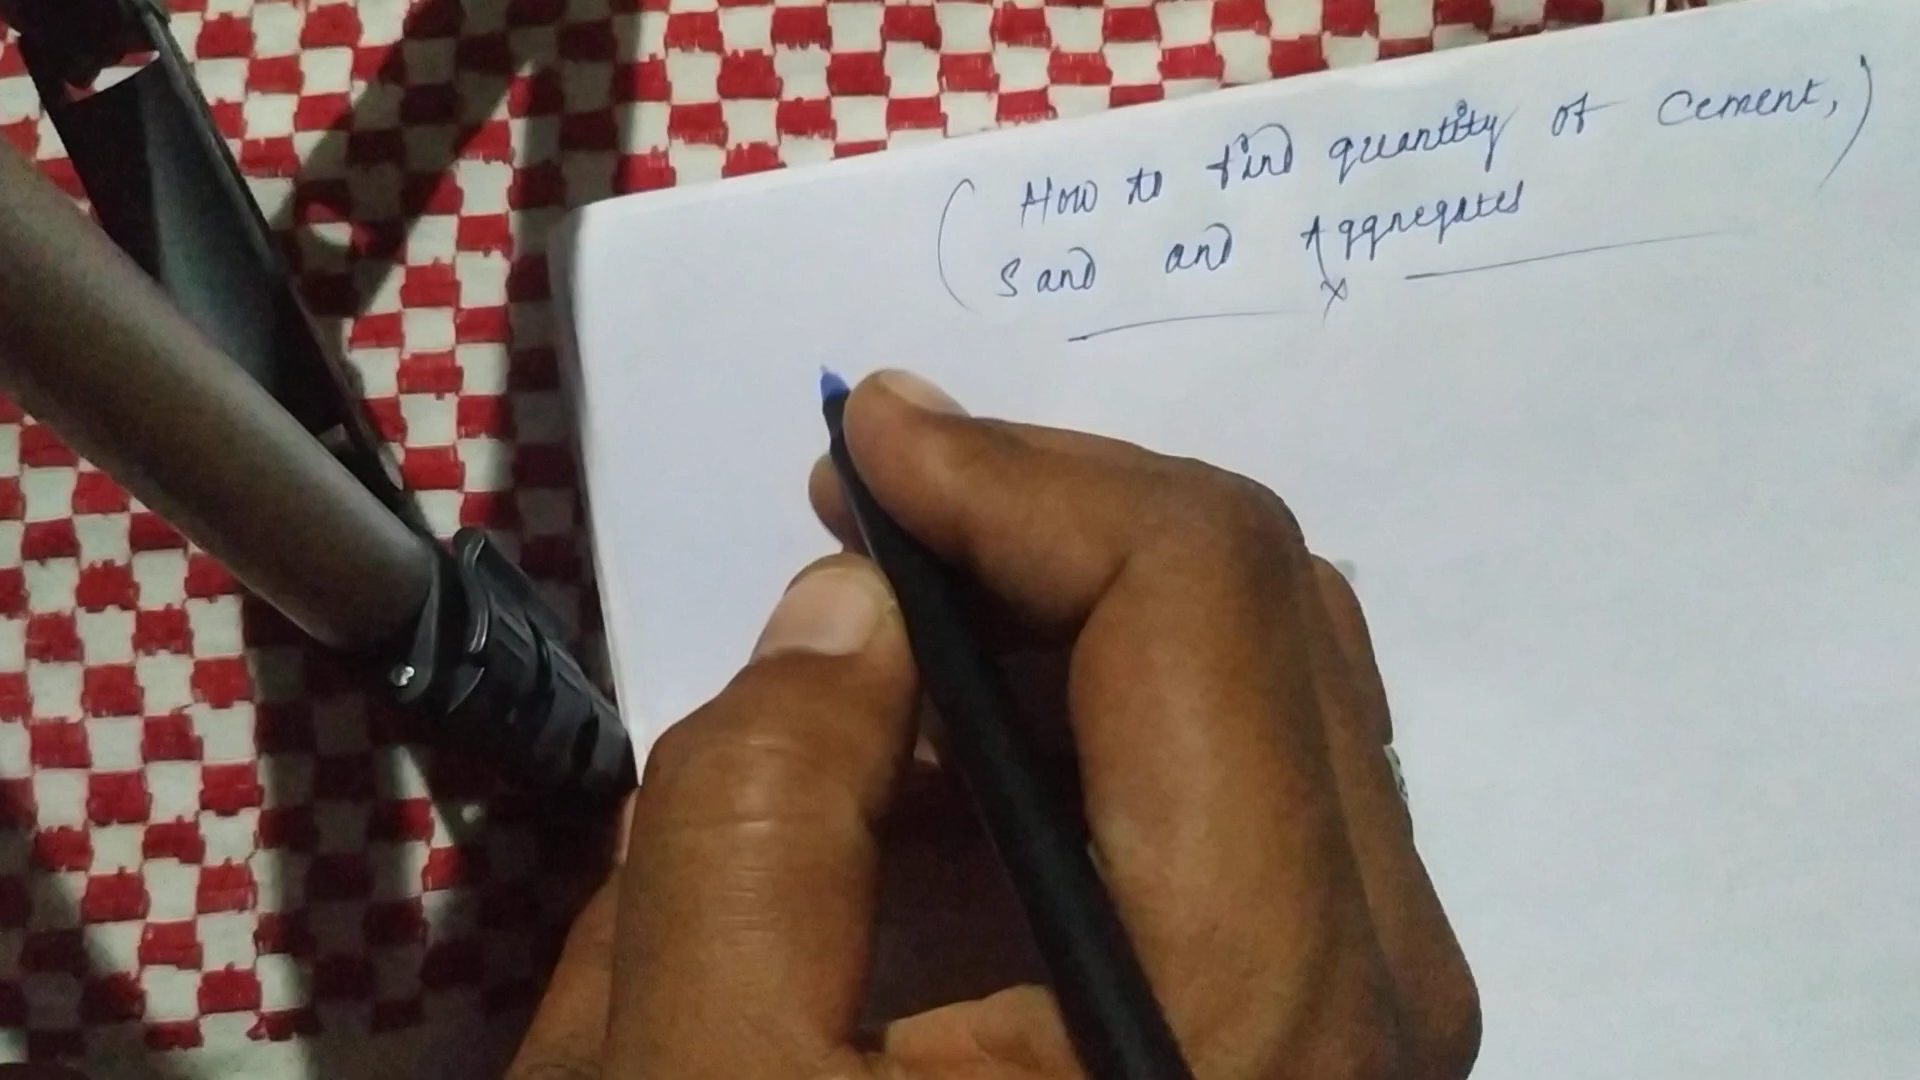 ( How to find quantity of Cement, )
Sand and Aggregates